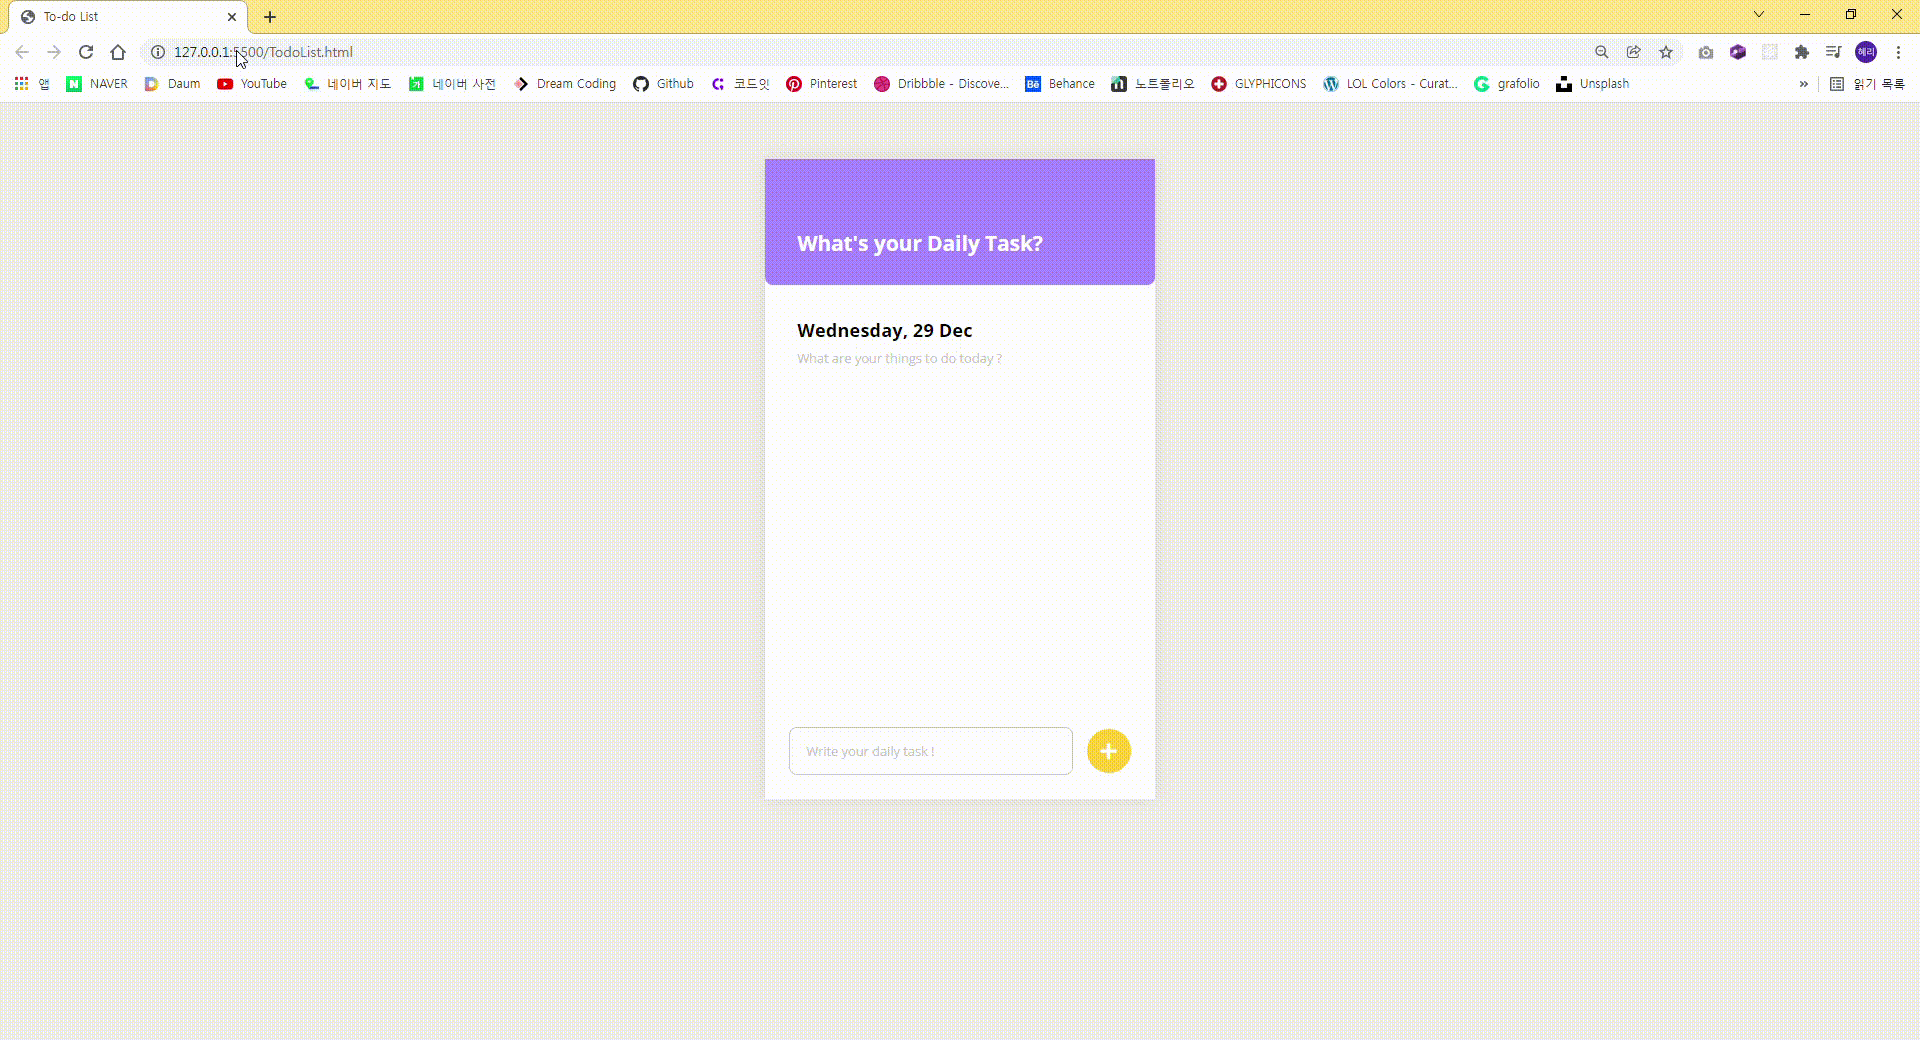 To-do List
127.0.0.1:5500/TodoList.html
혜리
앱 NAVER Daum YouTube 네이버 지도 네이버 사전 Dream Coding Github 코드잇 Pinterest Dribbble - Discove... Behance 노트폴리오 GLYPHICONS LOL Colors - Curat... grafolio Unsplash » 읽기 목록
What's your Daily Task?
Wednesday, 29 Dec
What are your things to do today ?
Write your daily task !